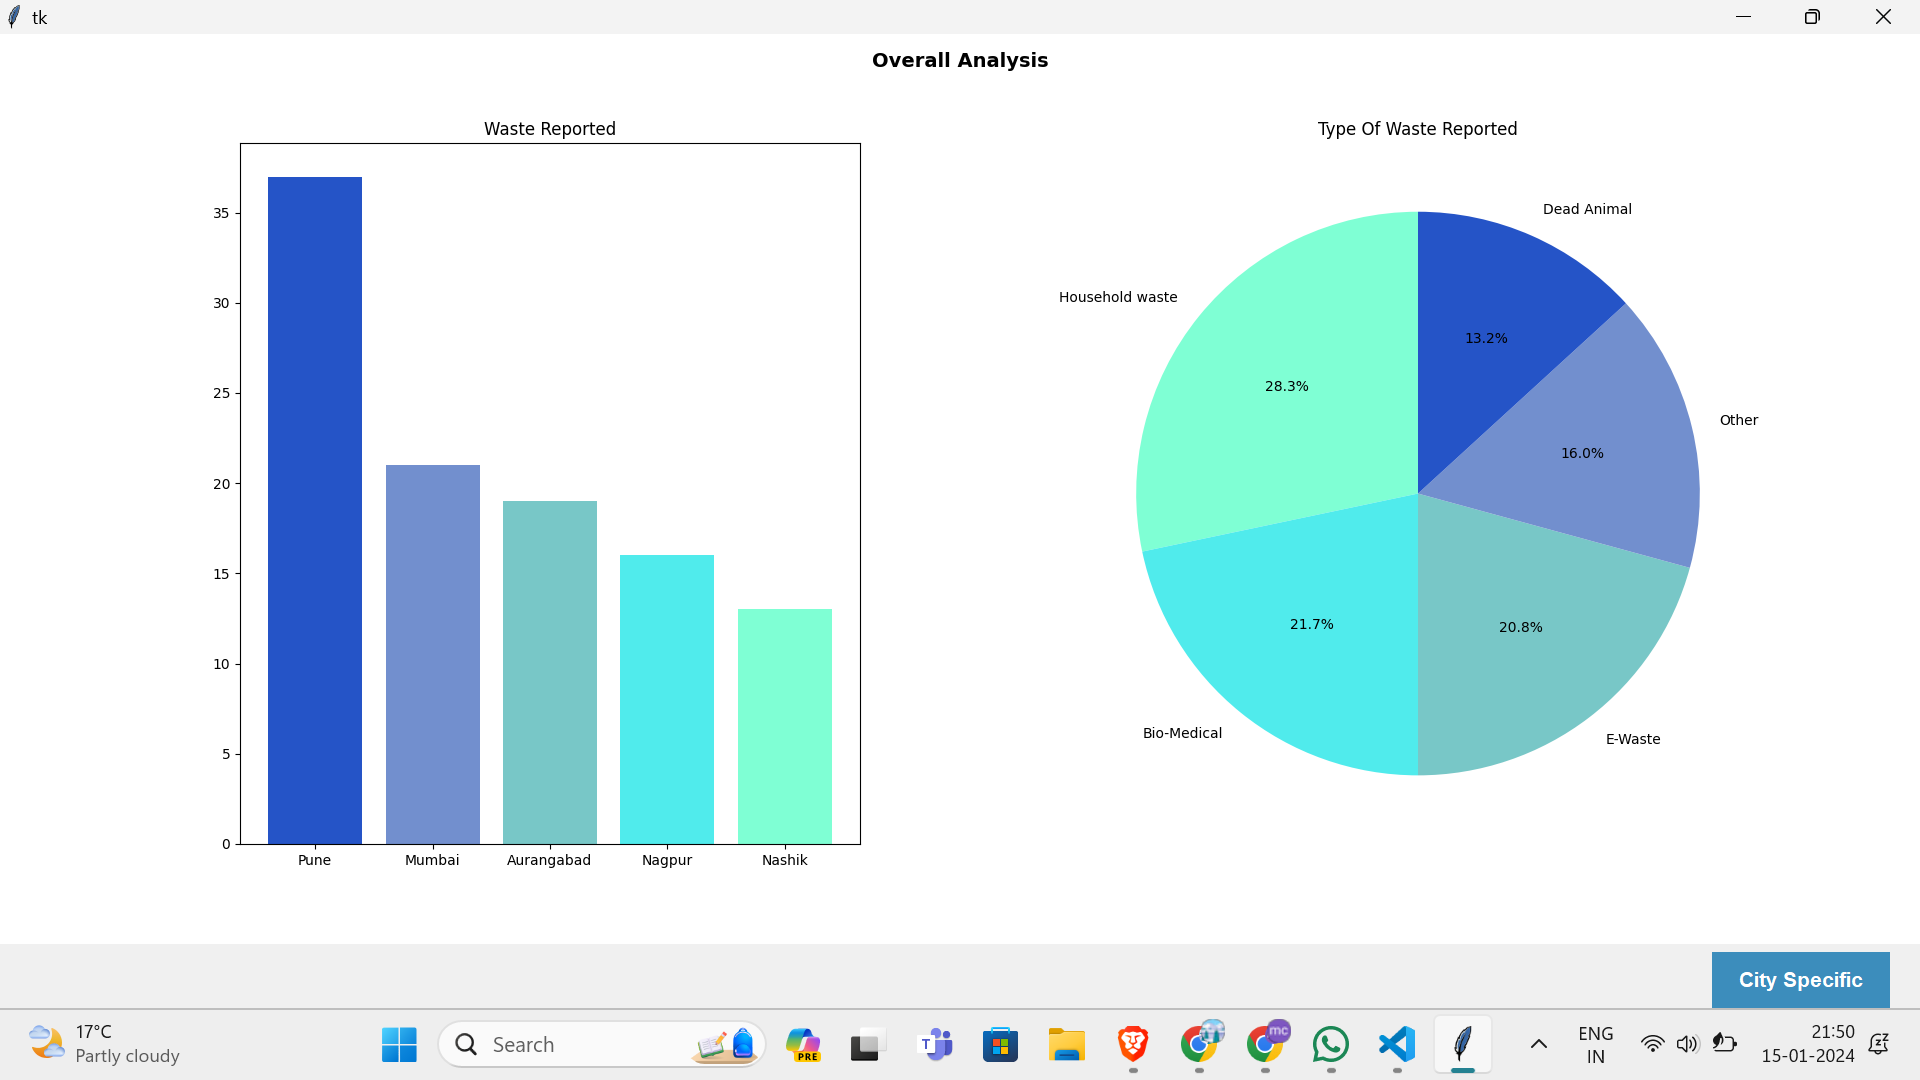 tk
Overall Analysis
Waste Reported
35
30
25
20
15
10
5
0
Pune Mumbai Aurangabad Nagpur Nashik
Type Of Waste Reported
Dead Animal
Household waste
13.2%
28.3%
Other
16.0%
21.7%
20.8%
Bio-Medical
E-Waste
City Specific
17°C
Partly cloudy
Search
PRE
T
mc
ENG
IN
21:50
15-01-2024